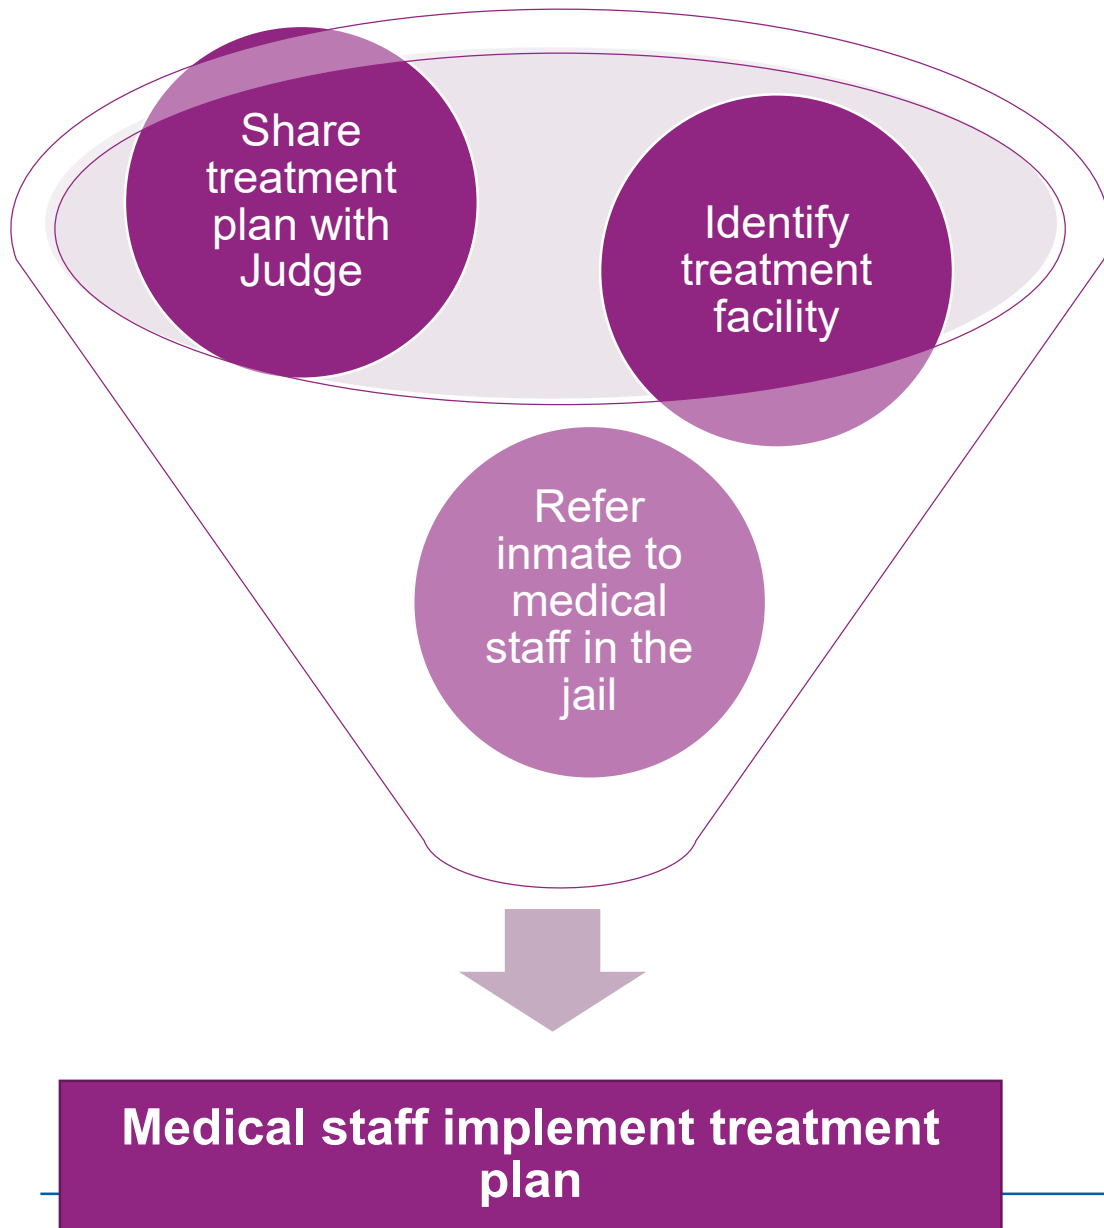 Share
treatment
plan with
Judge
Identify
treatment
facility
Refer
inmate to
medical
staff in the
jail
Medical staff implement treatment
plan